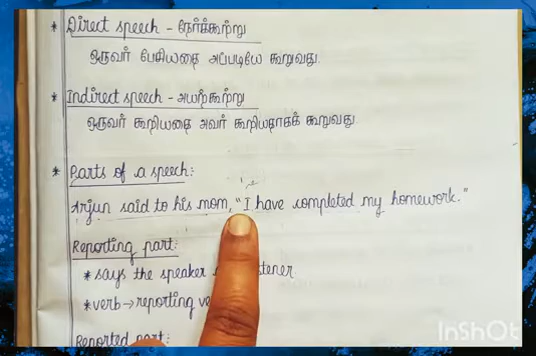 * Direct speech - நேர்க்கூற்று
ஒருவர் பேசியதை அப்படியே கூறுவது.
* Indirect speech - அயற்கூற்று
ஒருவர் கூறியதை அவர் கூறியதாகக் கூறுவது
* Parts of a speech:
Arjun said to his mom, "I have completed my homework."
Reporting part:
* says the speaker
* verb → reporting
Reported part:
InShOt